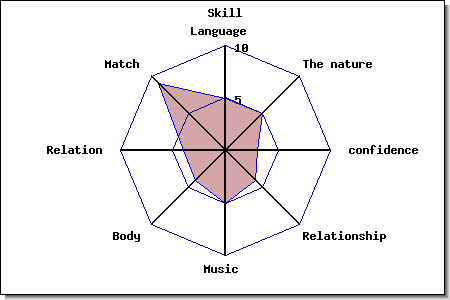 Skill
Language
10
Match
The nature
5
Relation
confidence
Body
Relationship
Music